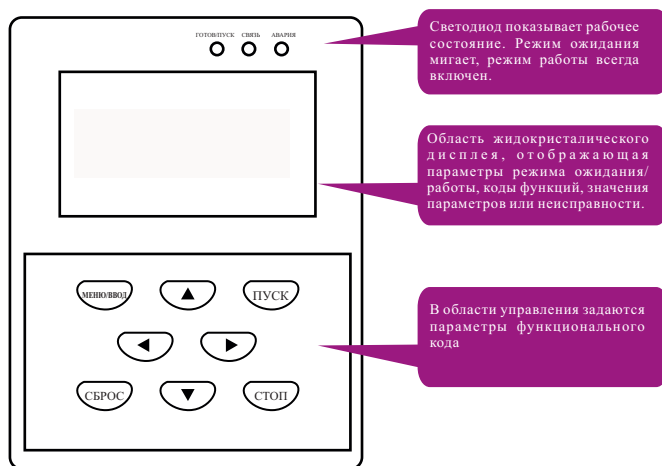 ГОТОВ/ПУСК СВЯЗЬ АВАРИЯ
Светодиод показывает рабочее
состояние. Режим ожидания
мигает, режим работы всегда
включен.
Область жидокристалического
дисплея, отображающая
параметры режима ожидания/
работы, коды функций, значения
параметров или неисправности.
МЕНЮ/ВВОД ПУСК
В области управления задаются
параметры функционального
кода
СБРОС СТОП